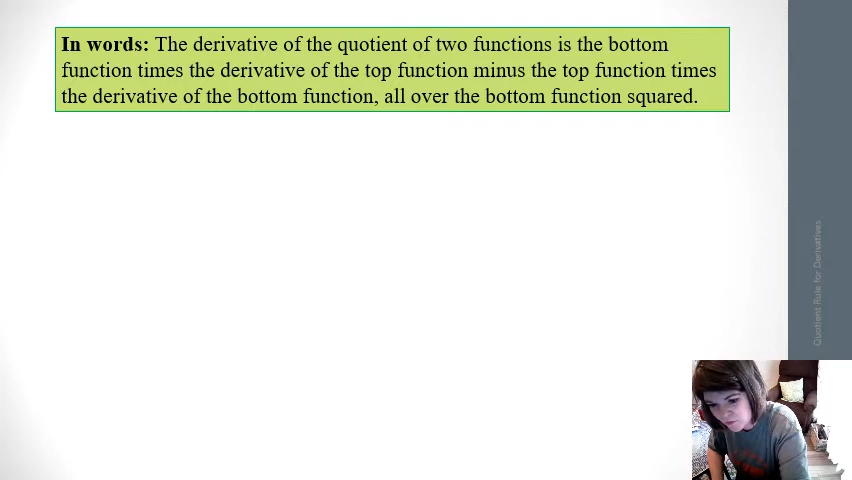 In words: The derivative of the quotient of two functions is the bottom
function times the derivative of the top function minus the top function times
the derivative of the bottom function, all over the bottom function squared.
Quotient Rule for Derivatives